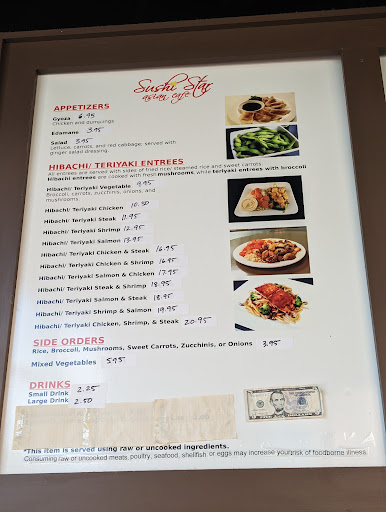 Sushi Star
asian cafe
APPETIZERS
Gyoza 6.95
Chicken and dumplings
Edamame 3.95
Salad 3.95
Lettuce, carrots, and red cabbage; served with
ginger salad dressing.
HIBACHI/ TERIYAKI ENTREES
All entrees are served with sides of fried rice/ steamed rice and sweet carrots.
Hibachi entrees are cooked with fresh mushrooms while teriyaki entrees with broccoli
Hibachi/ Teriyaki Vegetable 9.95
Broccoli, carrots, zucchinis, onions, and
mushrooms.
Hibachi/ Teriyaki Chicken 10.50
Hibachi/ Teriyaki Steak 11.95
Hibachi/ Teriyaki Shrimp 12.95
Hibachi/ Teriyaki Salmon 13.95
Hibachi/ Teriyaki Chicken & Steak 16.95
Hibachi/ Teriyaki Chicken & Shrimp 16.95
Hibachi/ Teriyaki Salmon & Chicken 17.95
Hibachi/ Teriyaki Steak & Shrimp 18.95
Hibachi/ Teriyaki Salmon & Steak 18.95
Hibachi/ Teriyaki Shrimp & Salmon 19.95
Hibachi/ Teriyaki Chicken, Shrimp, & Steak 20.95
SIDE ORDERS
Rice, Broccoli, Mushrooms, Sweet Carrots, Zucchinis, or Onions 3.95
Mixed Vegetables 5.95
DRINKS
Small Drink 2.25
Large Drink 2.50
*This item is served using raw or uncooked ingredients.
Consuming raw or uncooked meats, poultry, seafood, shellfish or eggs may increase your risk of foodborne illness.